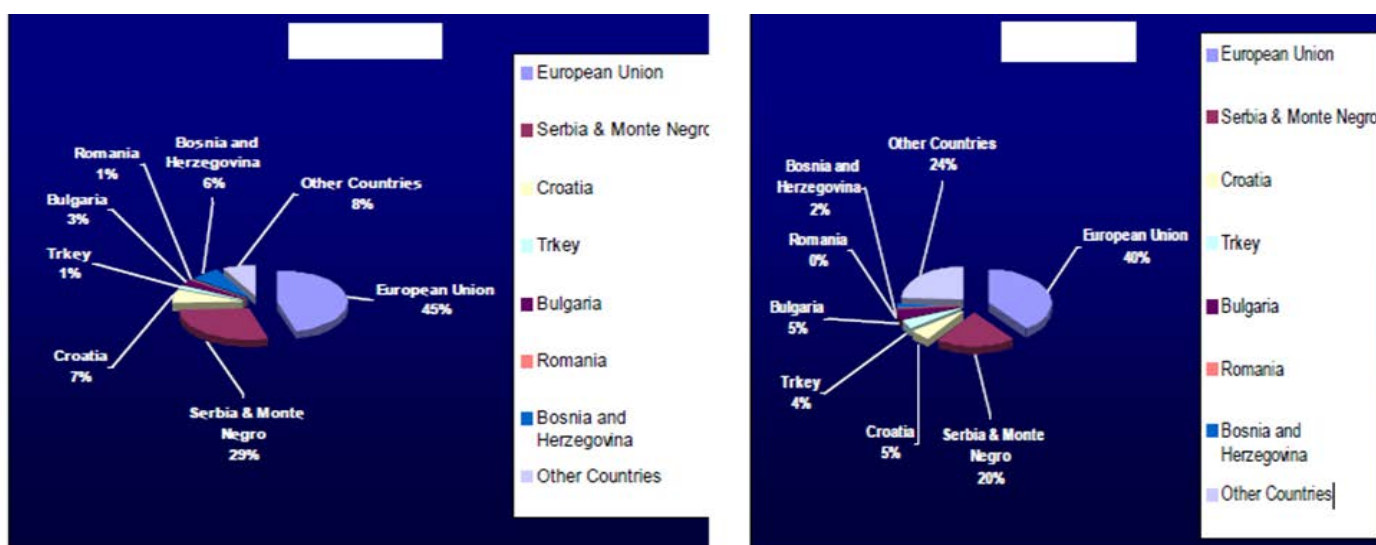 Romania
1%
Bosnia and
Herzegovina
6%
Other Countries
8%
Bulgaria
3%
Trkey
1%
European Union
45%
Croatia
7%
Serbia & Monte
Negro
29%
European Union
Serbia & Monte Negro
Croatia
Trkey
Bulgaria
Romania
Bosnia and
Herzegovina
Other Countries
Other Countries
24%
Bosnia and
Herzegovina
2%
European Union
40%
Romania
0%
Bulgaria
5%
Trkey
4%
Croatia
5%
Serbia & Monte
Negro
20%
European Union
Serbia & Monte Negro
Croatia
Trkey
Bulgaria
Romania
Bosnia and
Herzegovina
Other Countries